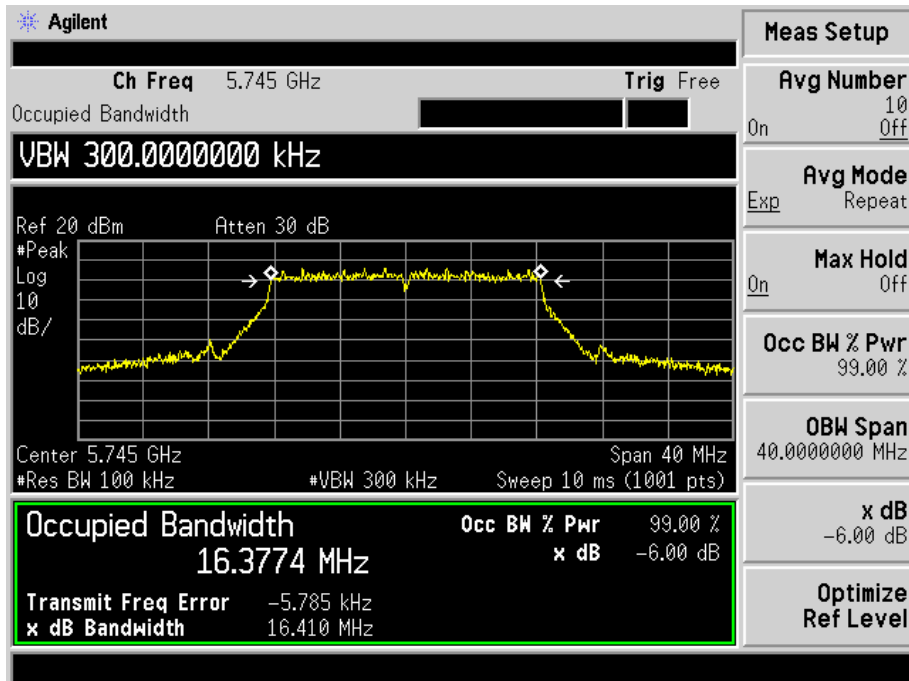 Agilent
Ch Freq 5.745 GHz Trig Free
Occupied Bandwidth
VBW 300.0000000 kHz
Ref 20 dBm Atten 30 dB
#Peak
Log
10
dB/
Center 5.745 GHz Span 40 MHz
#Res BW 100 kHz #VBW 300 kHz Sweep 10 ms (1001 pts)
Occupied Bandwidth Occ BW % Pwr 99.00 %
16.3774 MHz x dB -6.00 dB
Transmit Freq Error -5.785 kHz
x dB Bandwidth 16.410 MHz
Meas Setup
Avg Number
10
On Off
Avg Mode
Exp Repeat
Max Hold
On Off
Occ BW % Pwr
99.00 %
OBW Span
40.0000000 MHz
x dB
-6.00 dB
Optimize
Ref Level